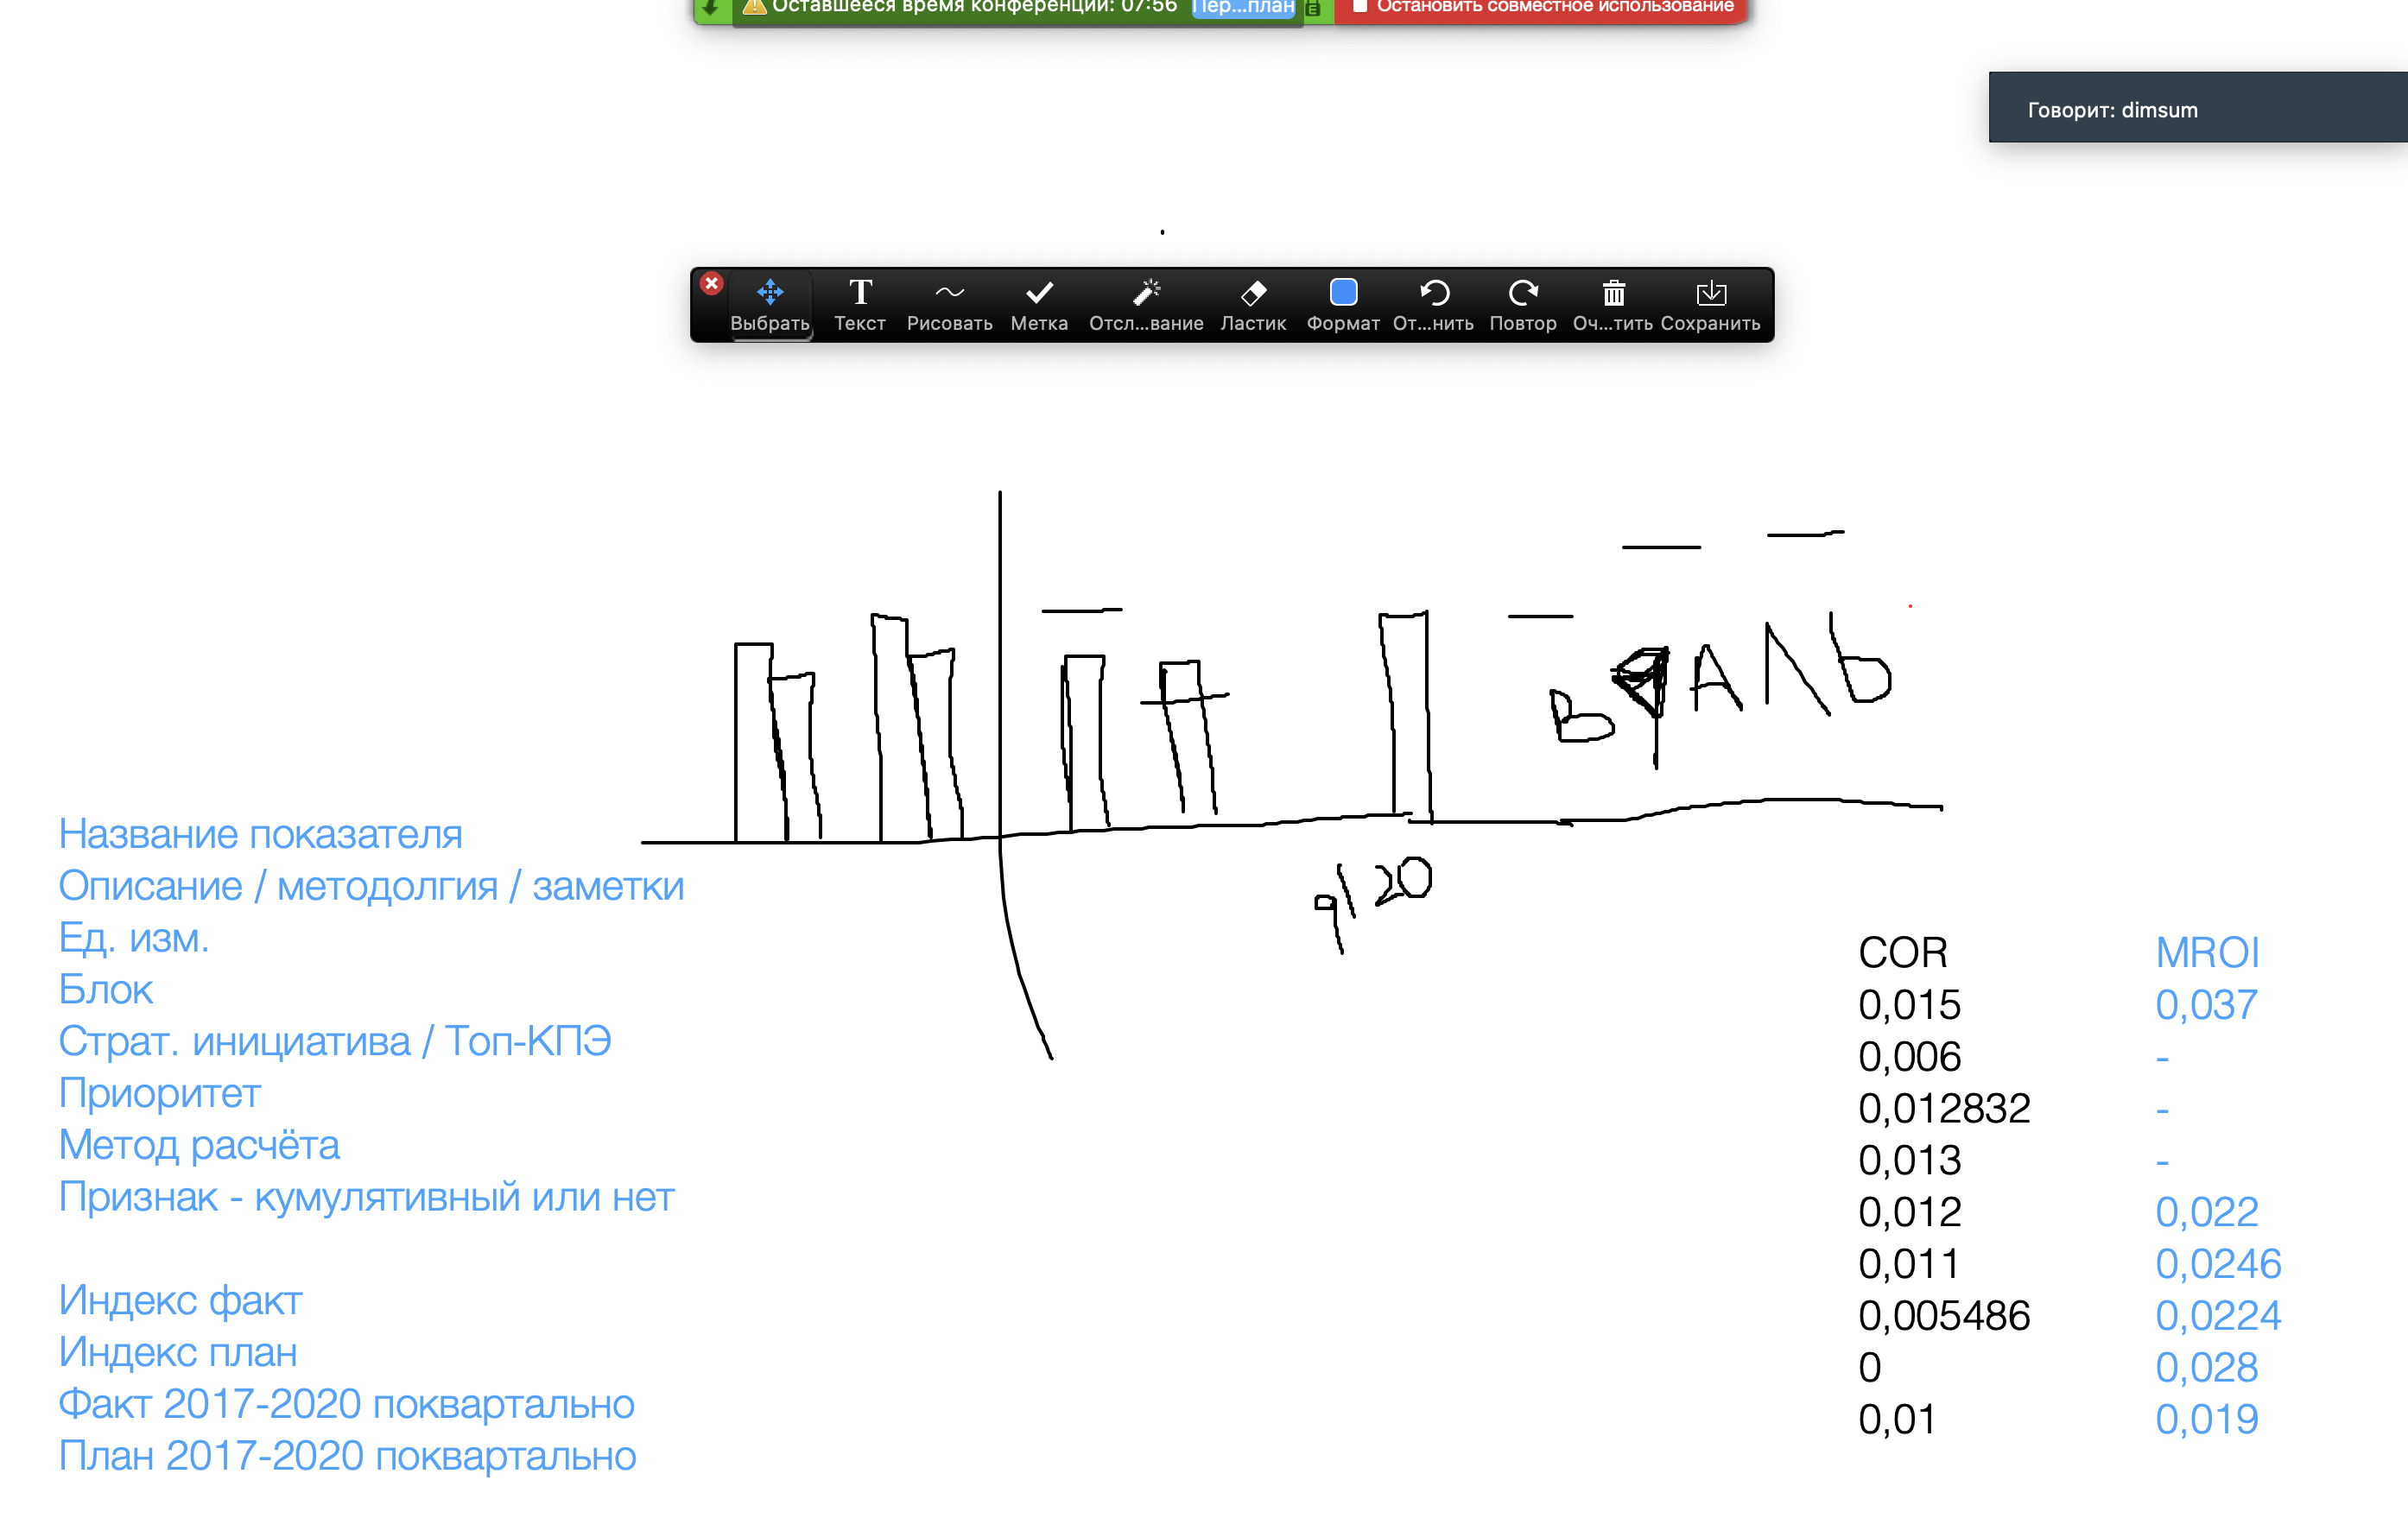 Оставшееся время конференции: 07:56 Пер...план Остановить совместное использование
Говорит: dimsum
Выбрать Текст Рисовать Метка Отсл...вание Ластик Формат От...нить Повтор Оч...тить Сохранить
Название показателя
Описание / методолгия / заметки
Ед. изм.
Блок
Страт. инициатива / Топ-КПЭ
Приоритет
Метод расчёта
Признак - кумулятивный или нет
Индекс факт
Индекс план
Факт 2017-2020 поквартально
План 2017-2020 поквартально
COR MROI
0,015 0,037
0,006 -
0,012832 -
0,013 -
0,012 0,022
0,011 0,0246
0,005486 0,0224
0 0,028
0,01 0,019